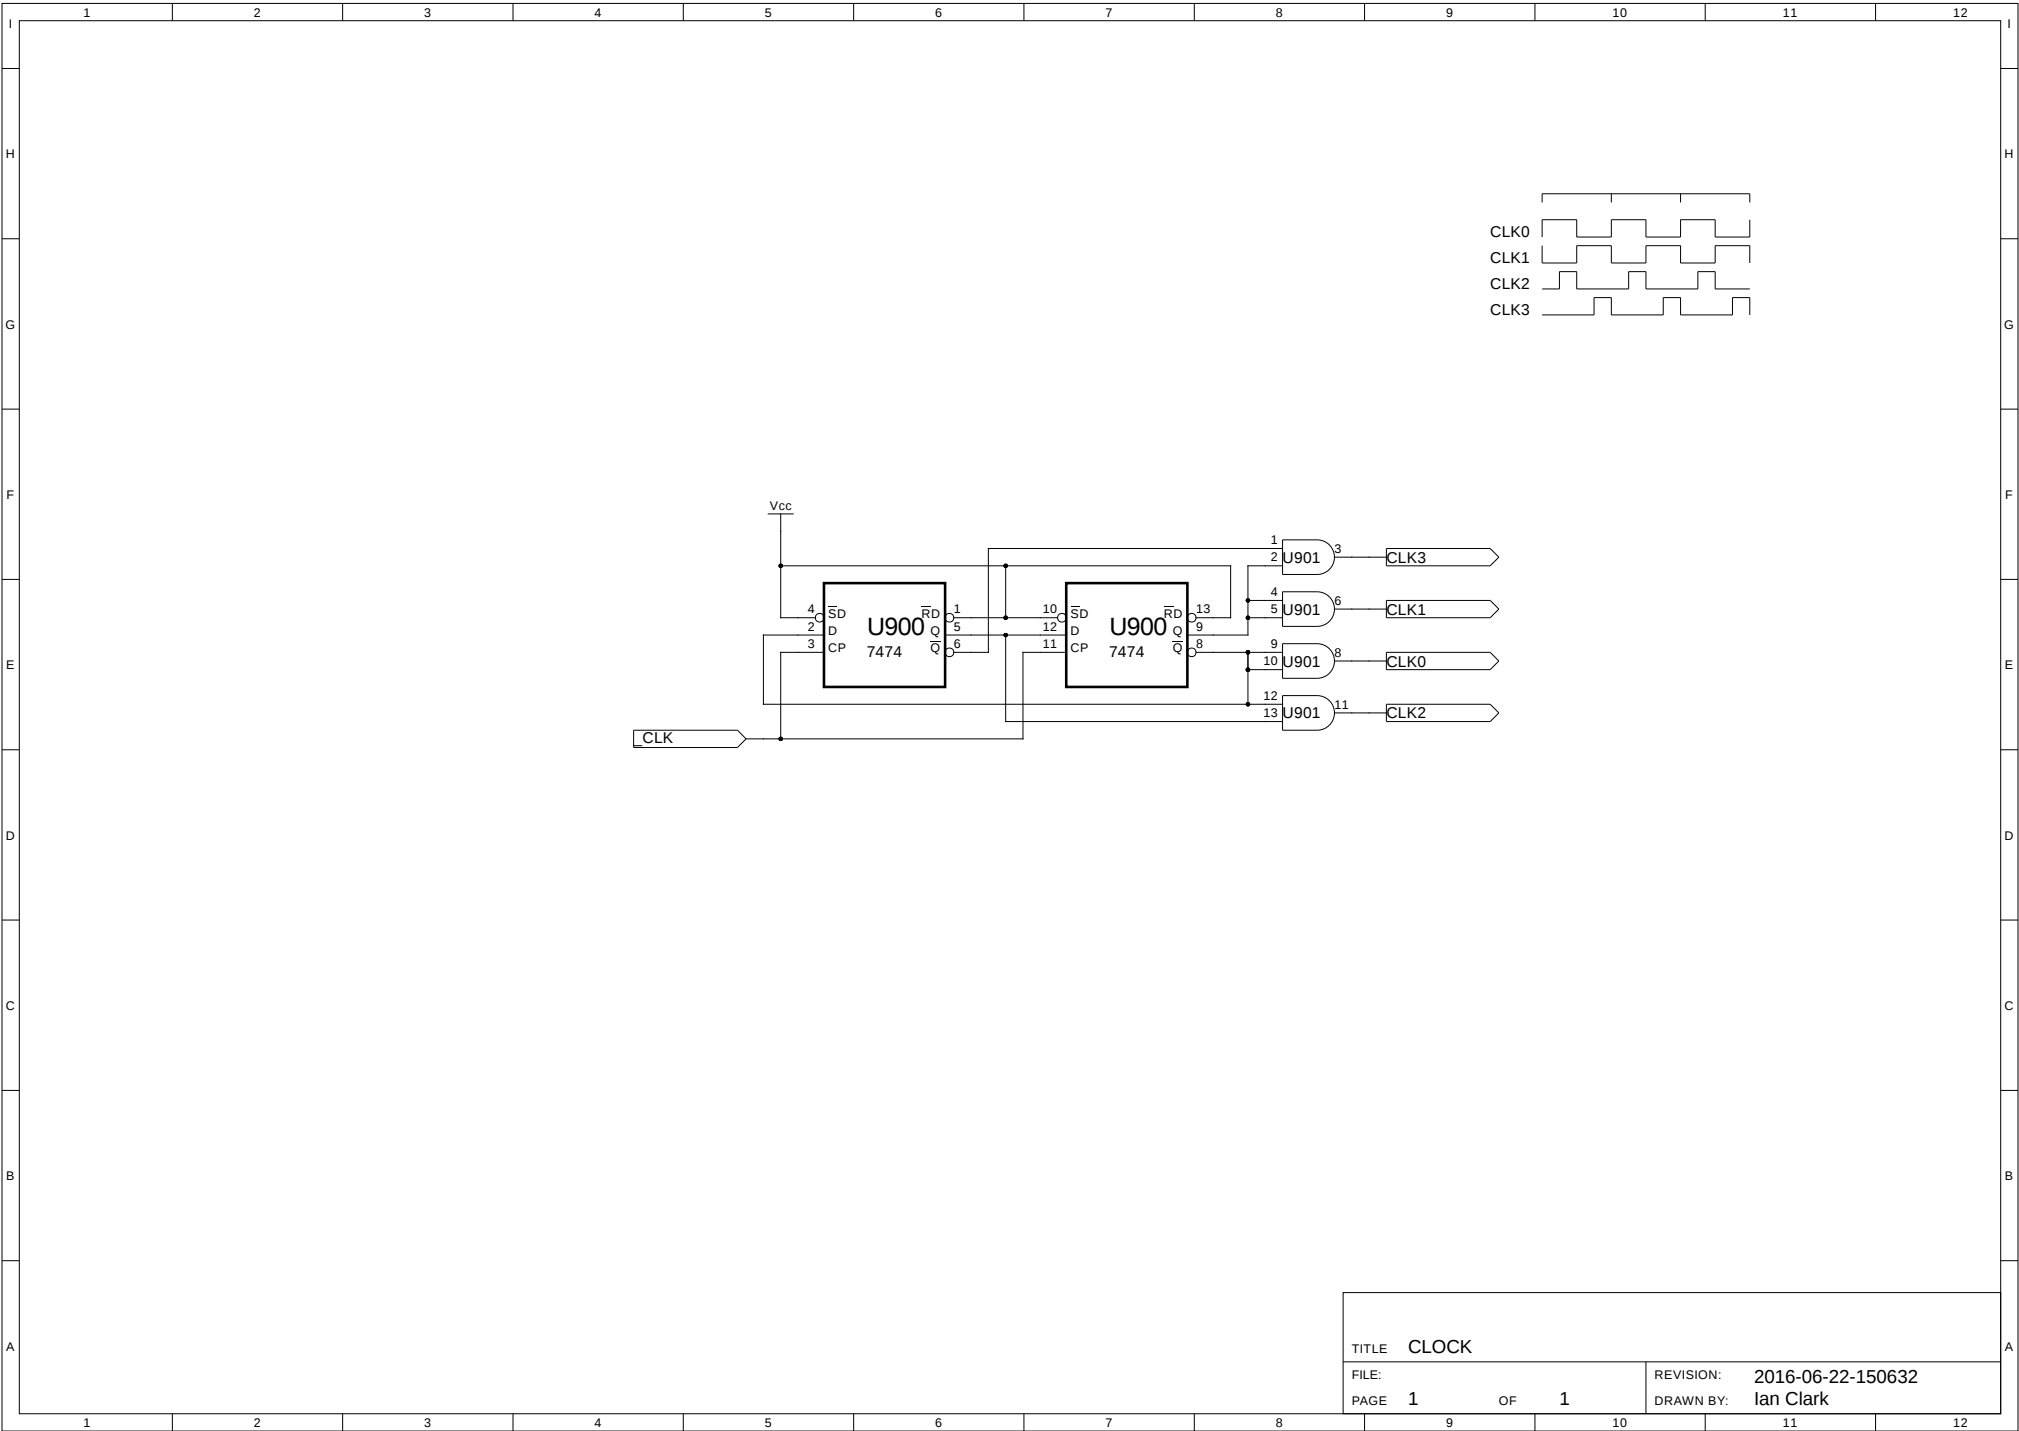 1 2 3 4 5 6 7 8 9 10 11 12
I I
H H
CLK0
CLK1
CLK2
CLK3
G G
F F
Vcc
1
2 U901 3 CLK3
4
5 U901 6 CLK1
9
10 U901 8 CLK0
12
13 U901 11 CLK2
4 SD RD 1 10 SD RD 13
2 D U900 Q 5 12 D U900 Q 9
3 CP 7474 Q 6 11 CP 7474 Q 8
E E
_CLK
D D
C C
B B
A A
TITLE CLOCK
FILE: REVISION: 2016-06-22-150632
PAGE 1 OF 1 DRAWN BY: Ian Clark
1 2 3 4 5 6 7 8 9 10 11 12